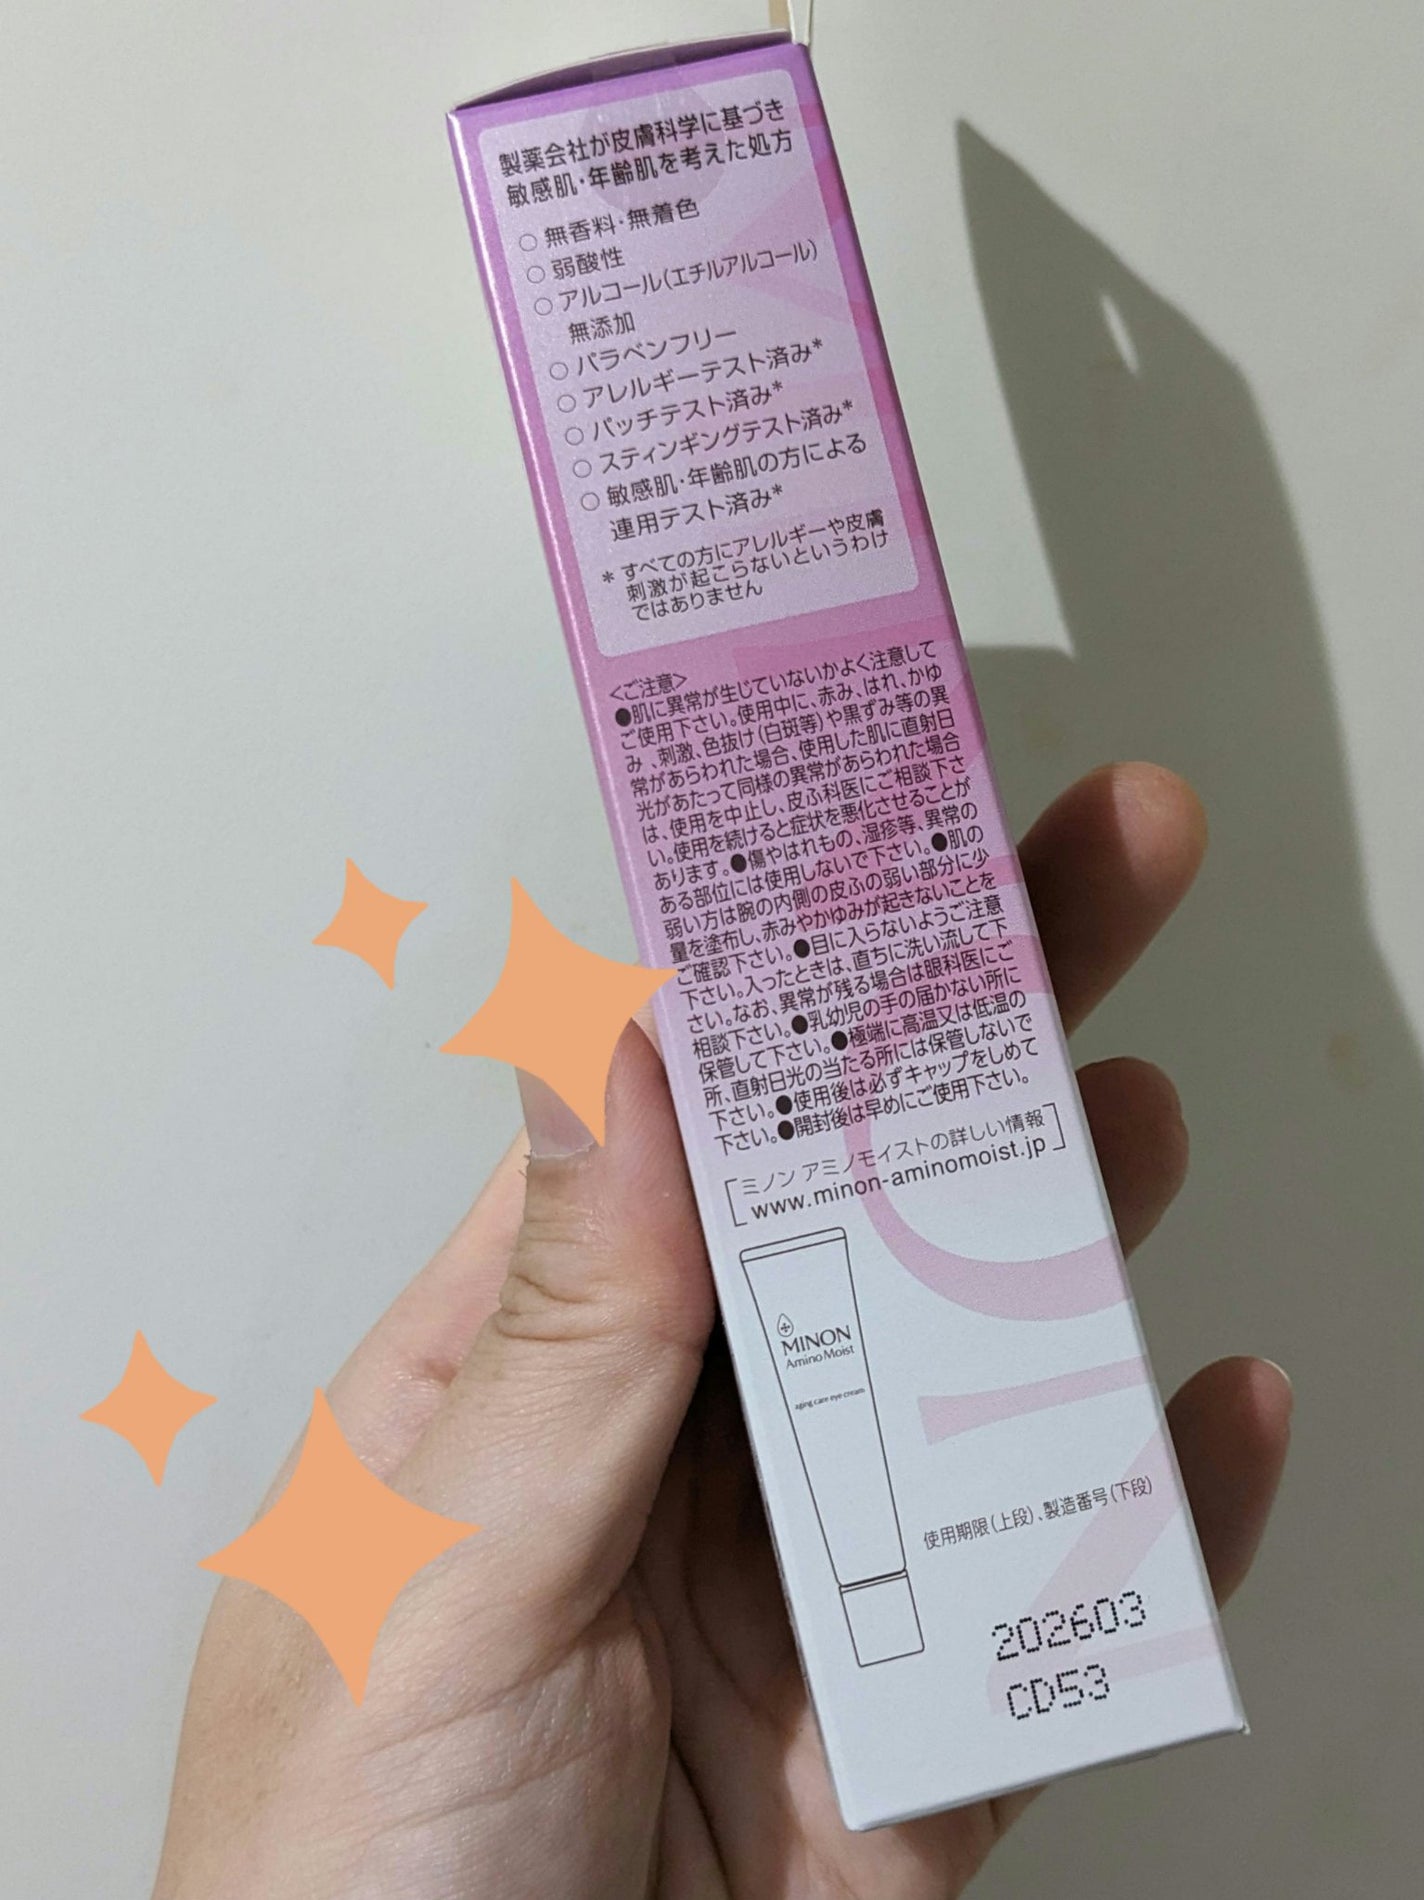 製薬会社が皮膚科学に基づき
敏感肌・年齢肌を考えた処方
○ 無香料・無着色
○ 弱酸性
○ アルコール(エチルアルコール)
無添加
○ パラベンフリー
○ アレルギーテスト済み*
○ パッチテスト済み*
○ スティンギングテスト済み*
○ 敏感肌・年齢肌の方による
連用テスト済み*
* すべての方にアレルギーや皮膚
刺激が起こらないというわけ
ではありません
<ご注意>
●肌に異常が生じていないかよく注意して
ご使用下さい。使用中に、赤み、はれ、かゆ
み、刺激、色抜け(白斑等)や黒ずみ等の異
常があらわれた場合、使用した肌に直射日
光があたって同様の異常があらわれた場合
は、使用を中止し、皮ふ科医にご相談下さ
い。使用を続けると症状を悪化させることが
あります。●傷やはれもの、湿疹等、異常の
ある部位には使用しないで下さい。●肌の
弱い方は腕の内側の皮ふの弱い部分に少
量を塗布し、赤みやかゆみが起きないことを
ご確認下さい。●目に入らないようご注意
下さい。入ったときは、直ちに洗い流して下
さい。なお、異常が残る場合は眼科医にご
相談下さい。●乳幼児の手の届かない所に
保管して下さい。●極端に高温又は低温の
所、直射日光の当たる所には保管しないで
下さい。●使用後は必ずキャップをしめて
下さい。●開封後は早めにご使用下さい。
ミノン アミノモイストの詳しい情報
www.minon-aminomoist.jp
MINON
Amino Moist
aging care eye cream
使用期限(上段)、製造番号(下段)
202603
CD53